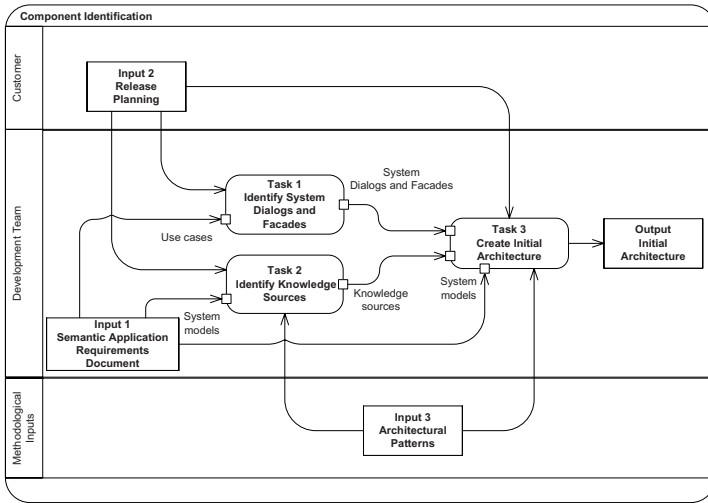 Component Identification
Customer
Input 2
Release
Planning
Development Team
Task 1
Identify System
Dialogs and
Facades
System
Dialogs and Facades
Use cases
Task 2
Identify Knowledge
Sources
Knowledge
sources
Task 3
Create Initial
Architecture
Output
Initial
Architecture
System
models
System
models
Input 1
Semantic Application
Requirements
Document
Methodological
Inputs
Input 3
Architectural
Patterns